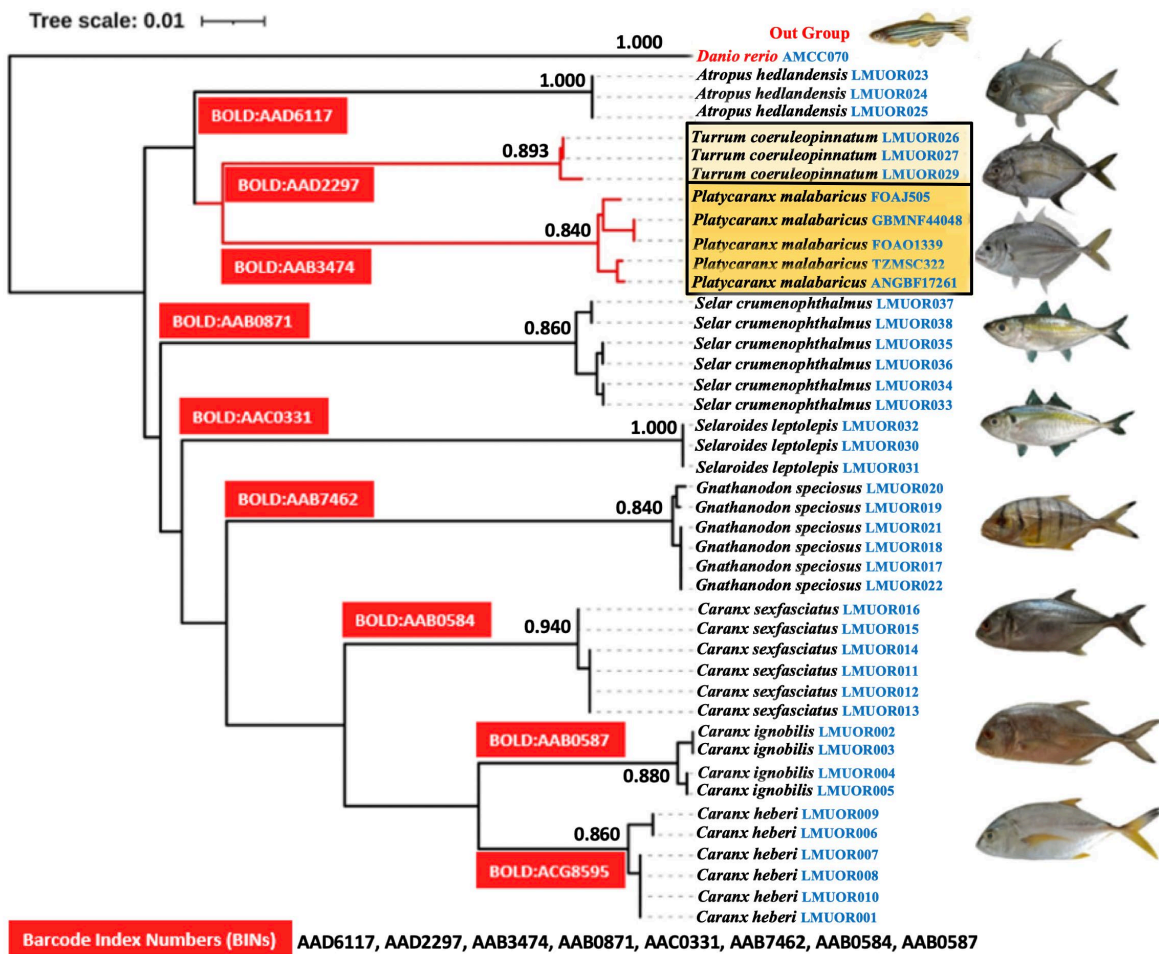 Tree scale: 0.01
Out Group
1.000
Danio rerio AMCC070
1.000
Atropus hedlandensis LMUOR023
Atropus hedlandensis LMUOR024
Atropus hedlandensis LMUOR025
BOLD:AAD6117
0.893
Turrum coeruleopinnatum LMUOR026
Turrum coeruleopinnatum LMUOR027
Turrum coeruleopinnatum LMUOR029
BOLD:AAD2297
Platycaranx malabaricus FOAJ505
Platycaranx malabaricus GBMNF44048
0.840
Platycaranx malabaricus FOAO1339
Platycaranx malabaricus TZMSC322
Platycaranx malabaricus ANGBF17261
BOLD:AAB3474
Selar crumenophthalmus LMUOR037
BOLD:AAB0871
Selar crumenophthalmus LMUOR038
0.860
Selar crumenophthalmus LMUOR035
Selar crumenophthalmus LMUOR036
Selar crumenophthalmus LMUOR034
Selar crumenophthalmus LMUOR033
BOLD:AAC0331
1.000
Selaroides leptolepis LMUOR032
Selaroides leptolepis LMUOR030
Selaroides leptolepis LMUOR031
BOLD:AAB7462
Gnathanodon speciosus LMUOR020
0.840
Gnathanodon speciosus LMUOR019
Gnathanodon speciosus LMUOR021
Gnathanodon speciosus LMUOR018
Gnathanodon speciosus LMUOR017
Gnathanodon speciosus LMUOR022
BOLD:AAB0584
Caranx sexfasciatus LMUOR016
0.940
Caranx sexfasciatus LMUOR015
Caranx sexfasciatus LMUOR014
Caranx sexfasciatus LMUOR011
Caranx sexfasciatus LMUOR012
Caranx sexfasciatus LMUOR013
BOLD:AAB0587
Caranx ignobilis LMUOR002
Caranx ignobilis LMUOR003
0.880
Caranx ignobilis LMUOR004
Caranx ignobilis LMUOR005
Caranx heberi LMUOR009
0.860
Caranx heberi LMUOR006
Caranx heberi LMUOR007
BOLD:ACG8595
Caranx heberi LMUOR008
Caranx heberi LMUOR010
Caranx heberi LMUOR001
Barcode Index Numbers (BINs) AAD6117, AAD2297, AAB3474, AAB0871, AAC0331, AAB7462, AAB0584, AAB0587